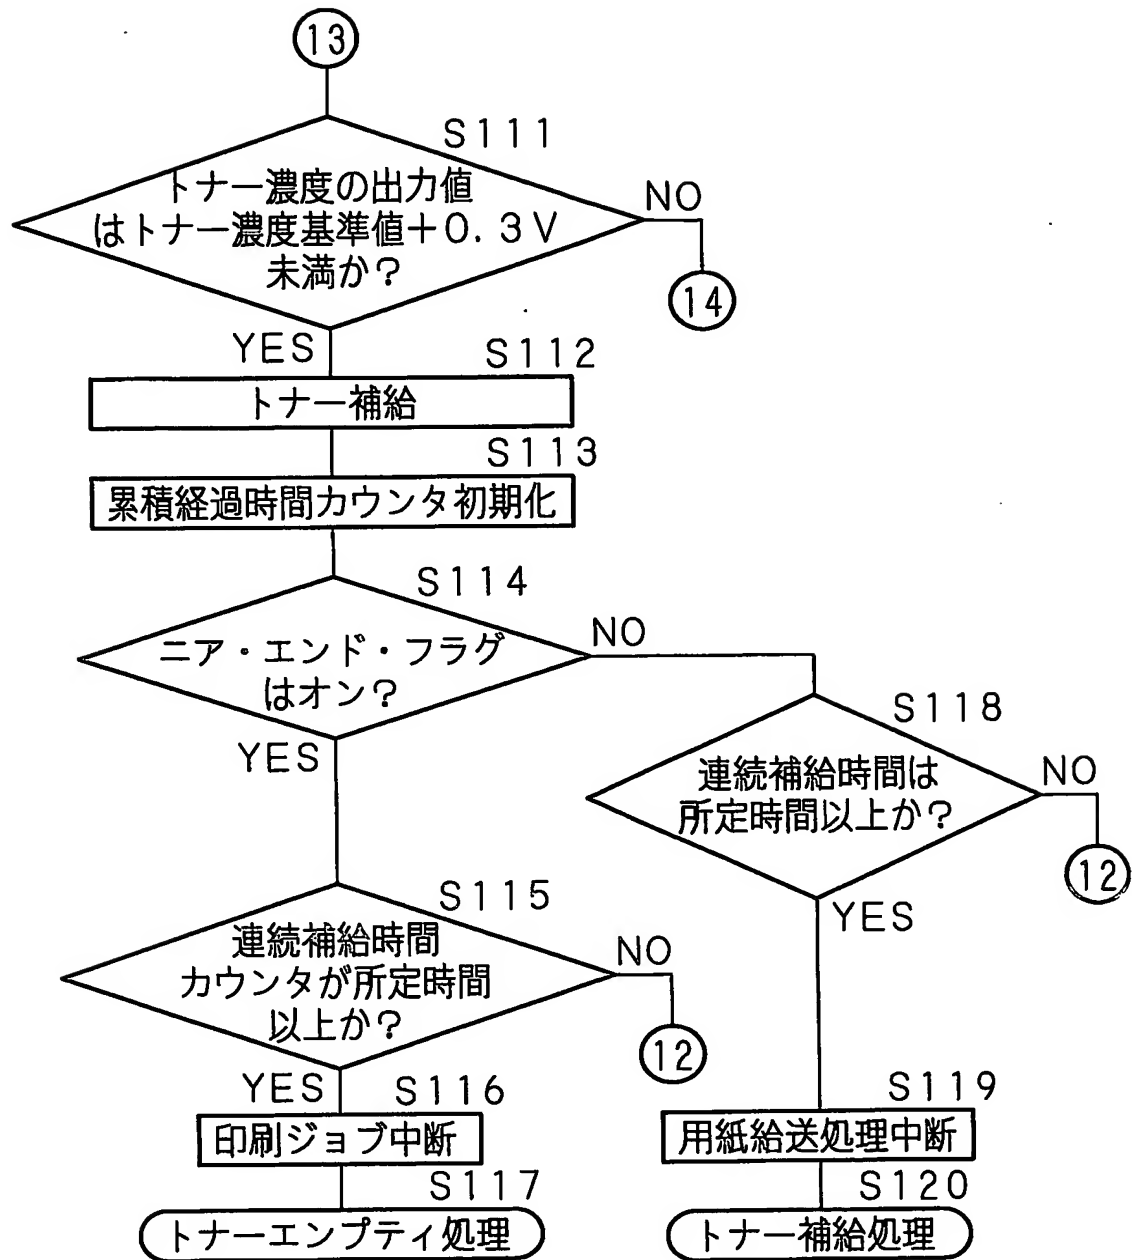 13
S111
トナー濃度の出力値
はトナー濃度基準値+0.3V
未満か?
NO
14
YES
S112
トナー補給
S113
累積経過時間カウンタ初期化
S114
ニア・エンド・フラグ
はオン?
NO
YES
S118
連続補給時間は
所定時間以上か?
NO
12
YES
S115
連続補給時間
カウンタが所定時間
以上か?
NO
12
YES
S116
印刷ジョブ中断
S117
トナーエンプティ処理
S119
用紙給送処理中断
S120
トナー補給処理